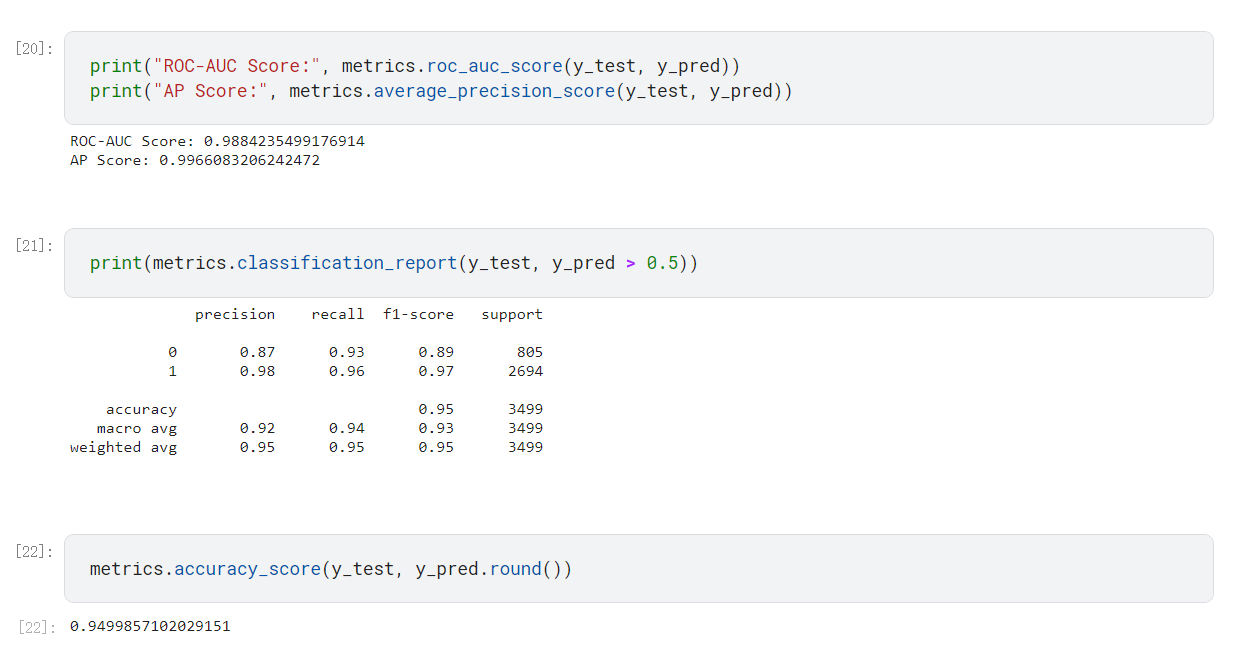 [20]:
print("ROC-AUC Score:", metrics.roc_auc_score(y_test, y_pred))
print("AP Score:", metrics.average_precision_score(y_test, y_pred))
ROC-AUC Score: 0.9884235499176914
AP Score: 0.9966083206242472
[21]:
print(metrics.classification_report(y_test, y_pred > 0.5))
precision recall f1-score support
0 0.87 0.93 0.89 805
1 0.98 0.96 0.97 2694
accuracy 0.95 3499
macro avg 0.92 0.94 0.93 3499
weighted avg 0.95 0.95 0.95 3499
[22]:
metrics.accuracy_score(y_test, y_pred.round())
[22]: 0.9499857102029151